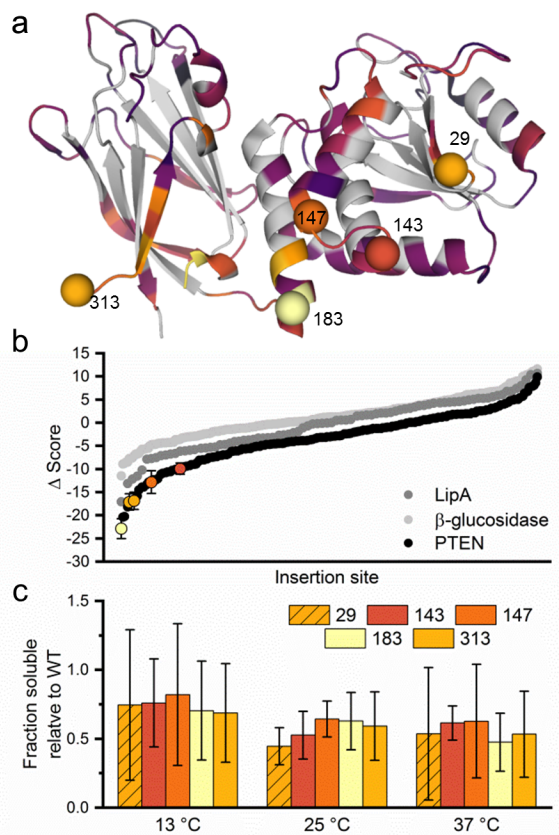 a
29
147
143
313
183
b
15
10
5
0
-5
-10
-15
-20
-25
-30
Δ Score
LipA
β-glucosidase
PTEN
Insertion site
c
1.5
1.0
0.5
0.0
Fraction soluble
relative to WT
29 143 147
183 313
13 °C 25 °C 37 °C